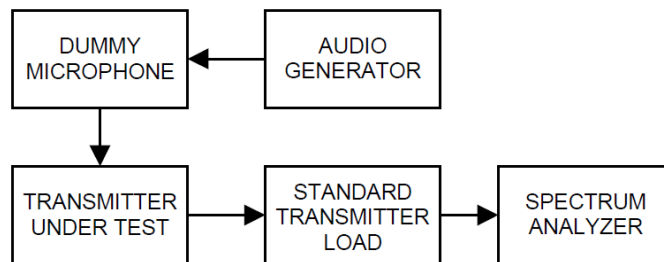 DUMMY
MICROPHONE
AUDIO
GENERATOR
TRANSMITTER
UNDER TEST
STANDARD
TRANSMITTER
LOAD
SPECTRUM
ANALYZER